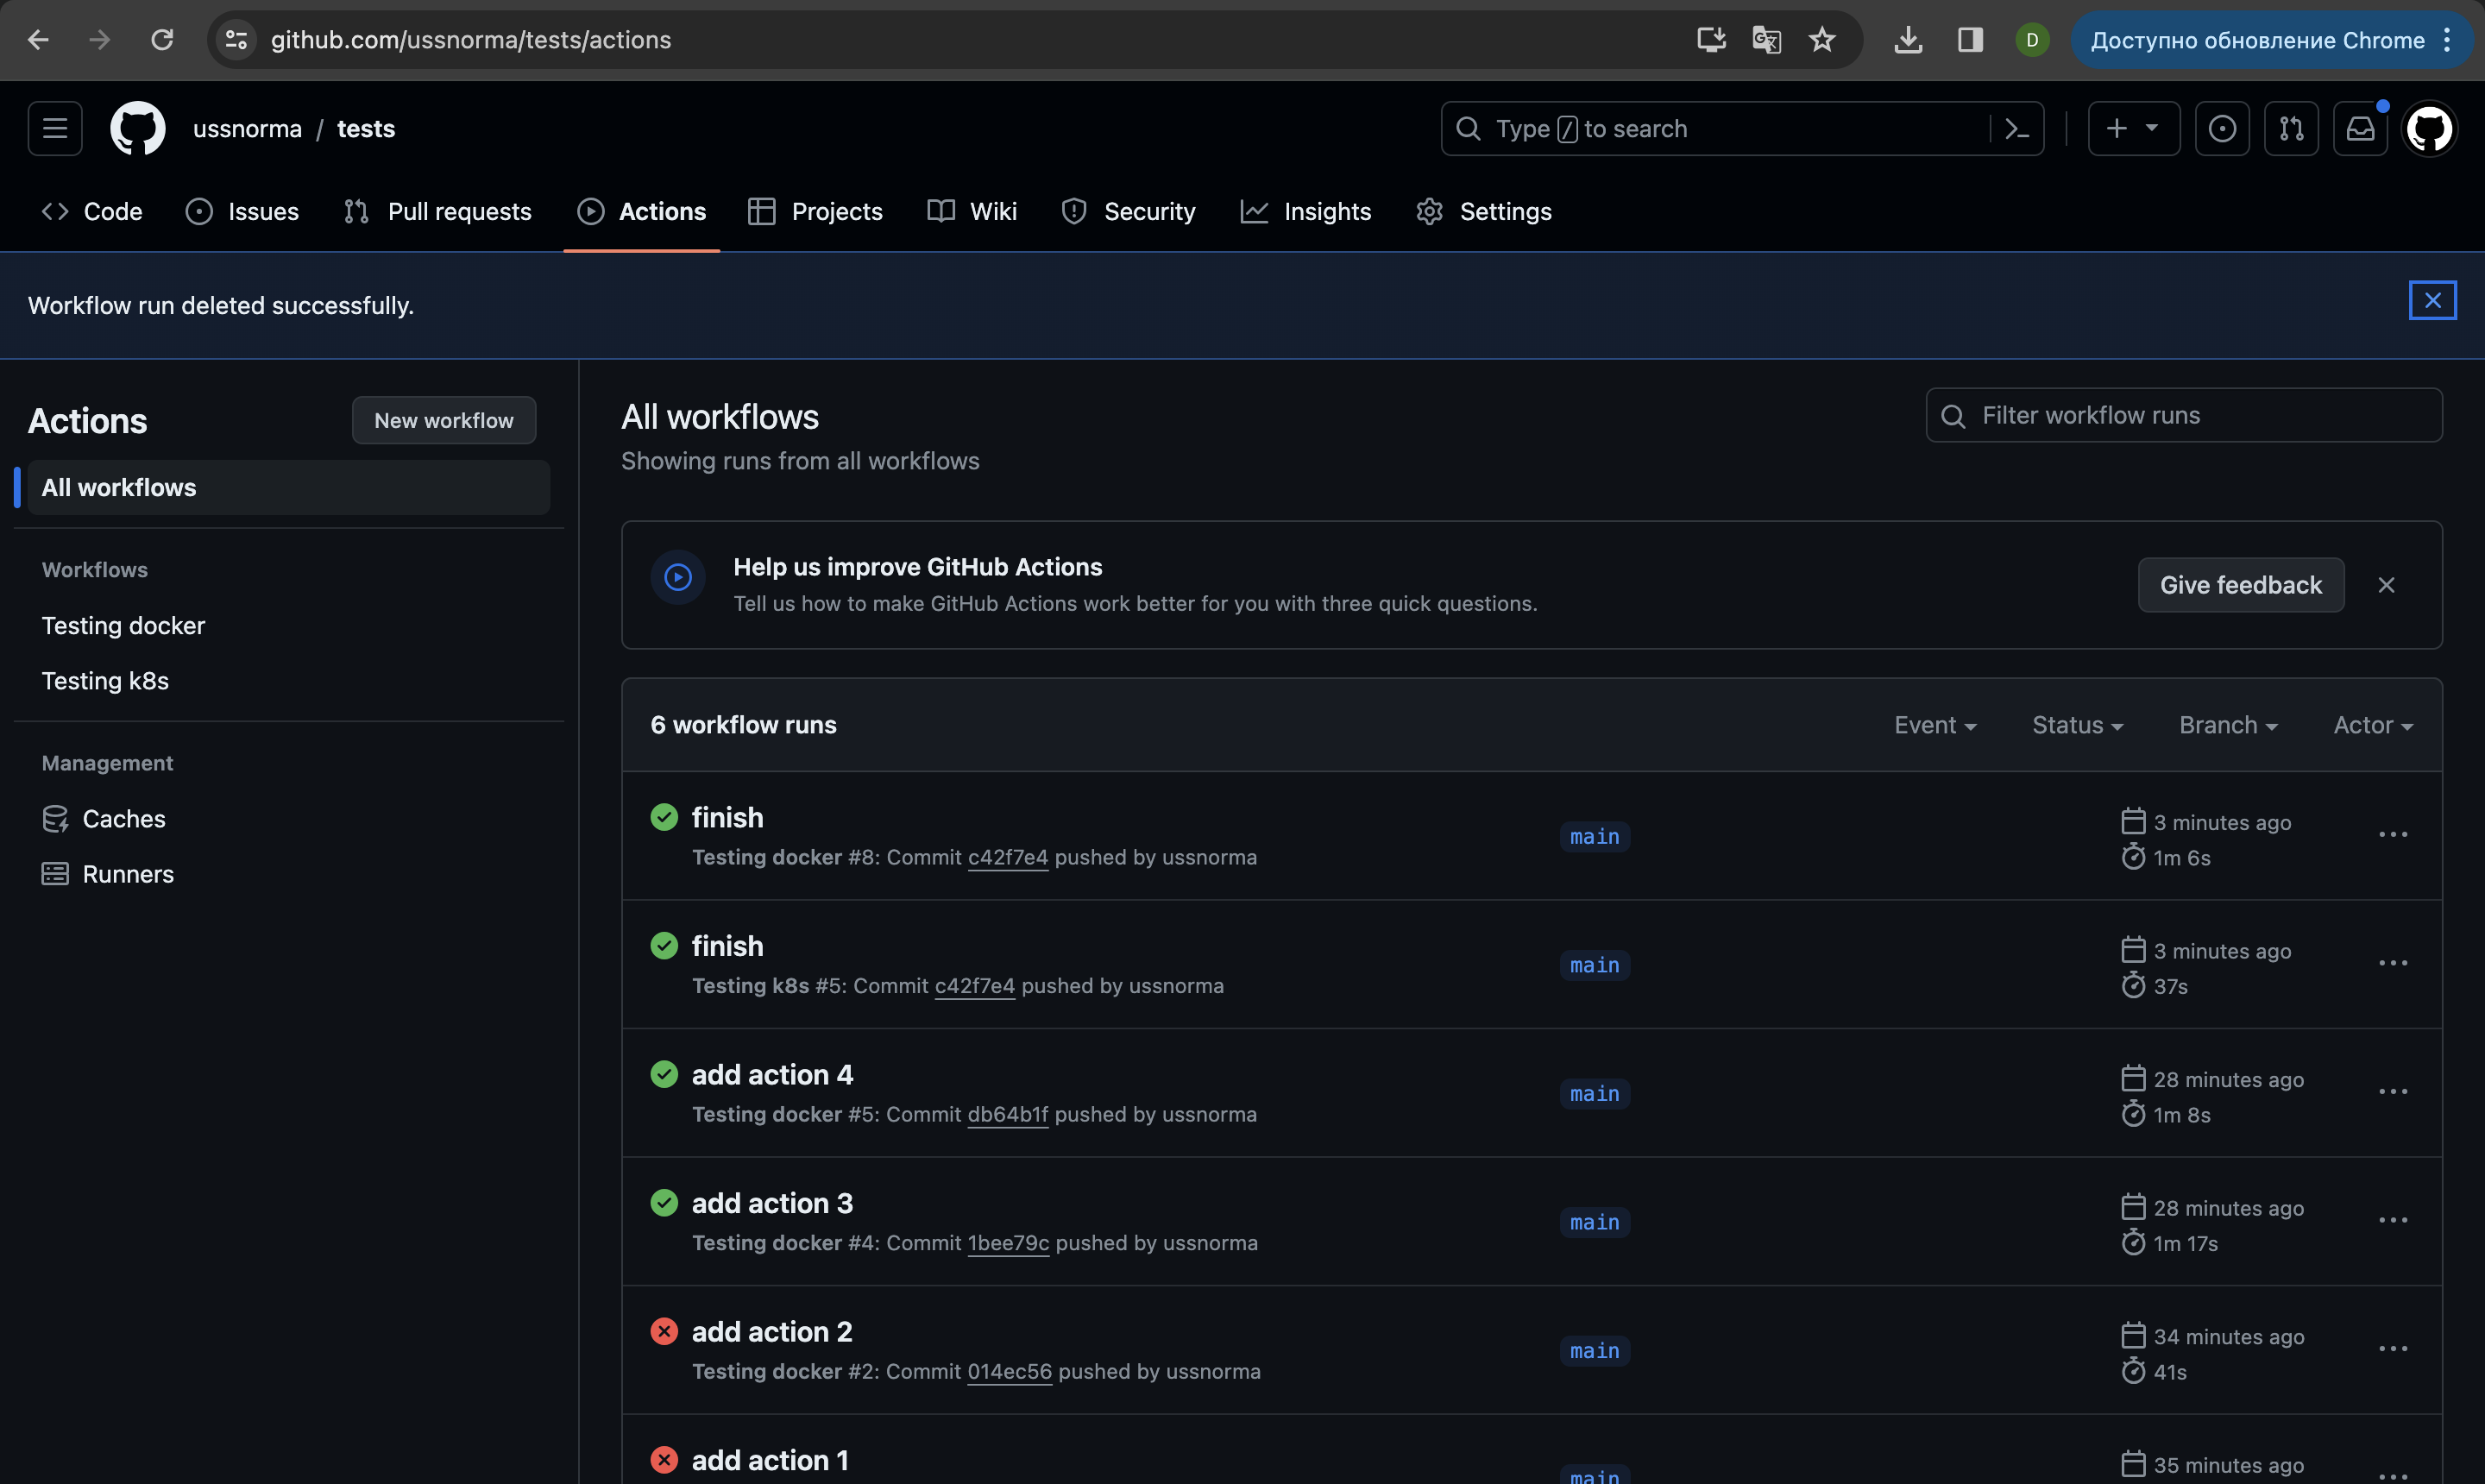 github.com/ussnorma/tests/actions
D
Доступно обновление Chrome
ussnorma / tests
Type / to search
Code
Issues
Pull requests
Actions
Projects
Wiki
Security
Insights
Settings
Workflow run deleted successfully.
Actions
New workflow
All workflows
Workflows
Testing docker
Testing k8s
Management
Caches
Runners
All workflows
Showing runs from all workflows
Filter workflow runs
Help us improve GitHub Actions
Tell us how to make GitHub Actions work better for you with three quick questions.
Give feedback
6 workflow runs
Event
Status
Branch
Actor
finish
Testing docker #8: Commit c42f7e4 pushed by ussnorma
main
3 minutes ago
1m 6s
finish
Testing k8s #5: Commit c42f7e4 pushed by ussnorma
main
3 minutes ago
37s
add action 4
Testing docker #5: Commit db64b1f pushed by ussnorma
main
28 minutes ago
1m 8s
add action 3
Testing docker #4: Commit 1bee79c pushed by ussnorma
main
28 minutes ago
1m 17s
add action 2
Testing docker #2: Commit 014ec56 pushed by ussnorma
main
34 minutes ago
41s
add action 1
main
35 minutes ago